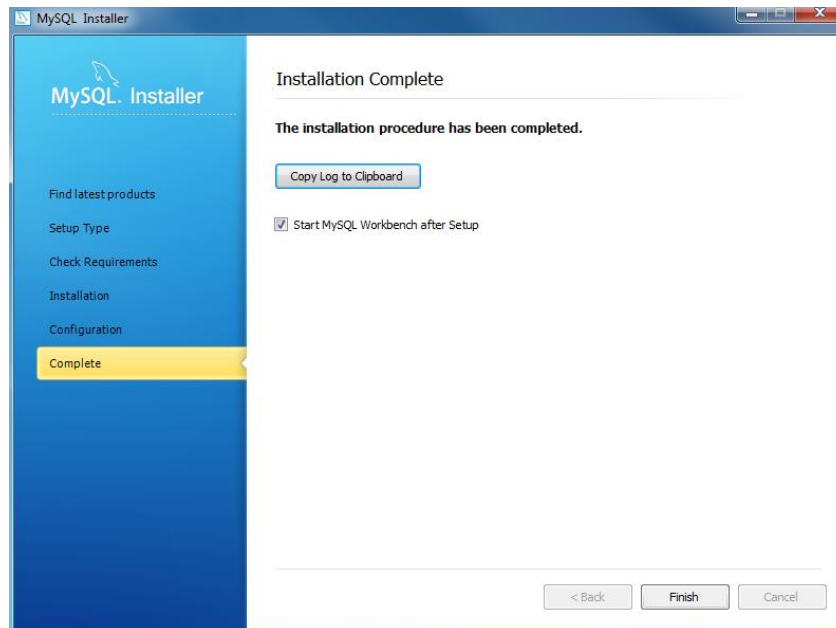 MySQL Installer
MySQL. Installer
Find latest products
Setup Type
Check Requirements
Installation
Configuration
Complete
Installation Complete
The installation procedure has been completed.
Copy Log to Clipboard
Start MySQL Workbench after Setup
< Back
Finish
Cancel